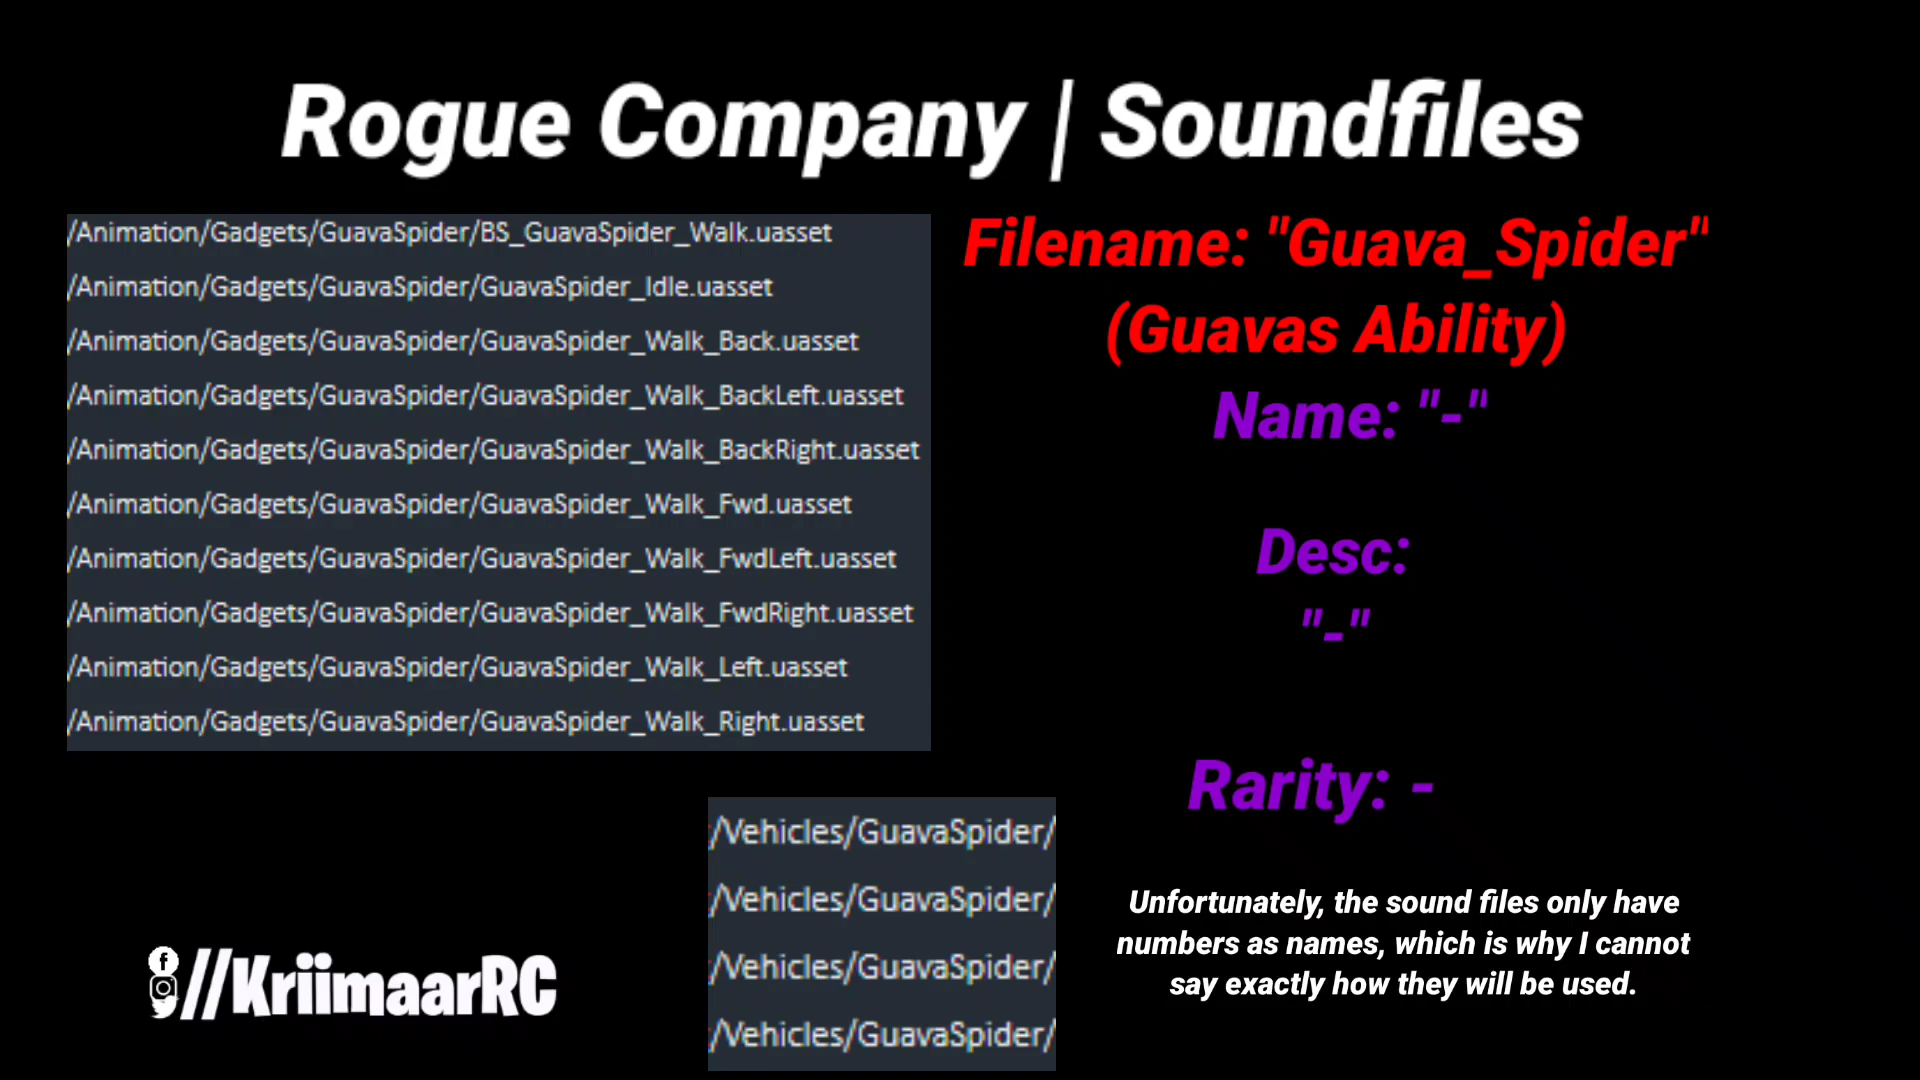 Rogue Company | Soundfiles
/Animation/Gadgets/GuavaSpider/BS_GuavaSpider_Walk.uasset
/Animation/Gadgets/GuavaSpider/GuavaSpider_Idle.uasset
/Animation/Gadgets/GuavaSpider/GuavaSpider_Walk_Back.uasset
/Animation/Gadgets/GuavaSpider/GuavaSpider_Walk_BackLeft.uasset
/Animation/Gadgets/GuavaSpider/GuavaSpider_Walk_BackRight.uasset
/Animation/Gadgets/GuavaSpider/GuavaSpider_Walk_Fwd.uasset
/Animation/Gadgets/GuavaSpider/GuavaSpider_Walk_FwdLeft.uasset
/Animation/Gadgets/GuavaSpider/GuavaSpider_Walk_FwdRight.uasset
/Animation/Gadgets/GuavaSpider/GuavaSpider_Walk_Left.uasset
/Animation/Gadgets/GuavaSpider/GuavaSpider_Walk_Right.uasset
Filename: "Guava_Spider"
(Guavas Ability)
Name: "-"
Desc:
"-"
Rarity: -
/Vehicles/GuavaSpider/
/Vehicles/GuavaSpider/
/Vehicles/GuavaSpider/
/Vehicles/GuavaSpider/
Unfortunately, the sound files only have
numbers as names, which is why I cannot
say exactly how they will be used.
//KriimaarRC